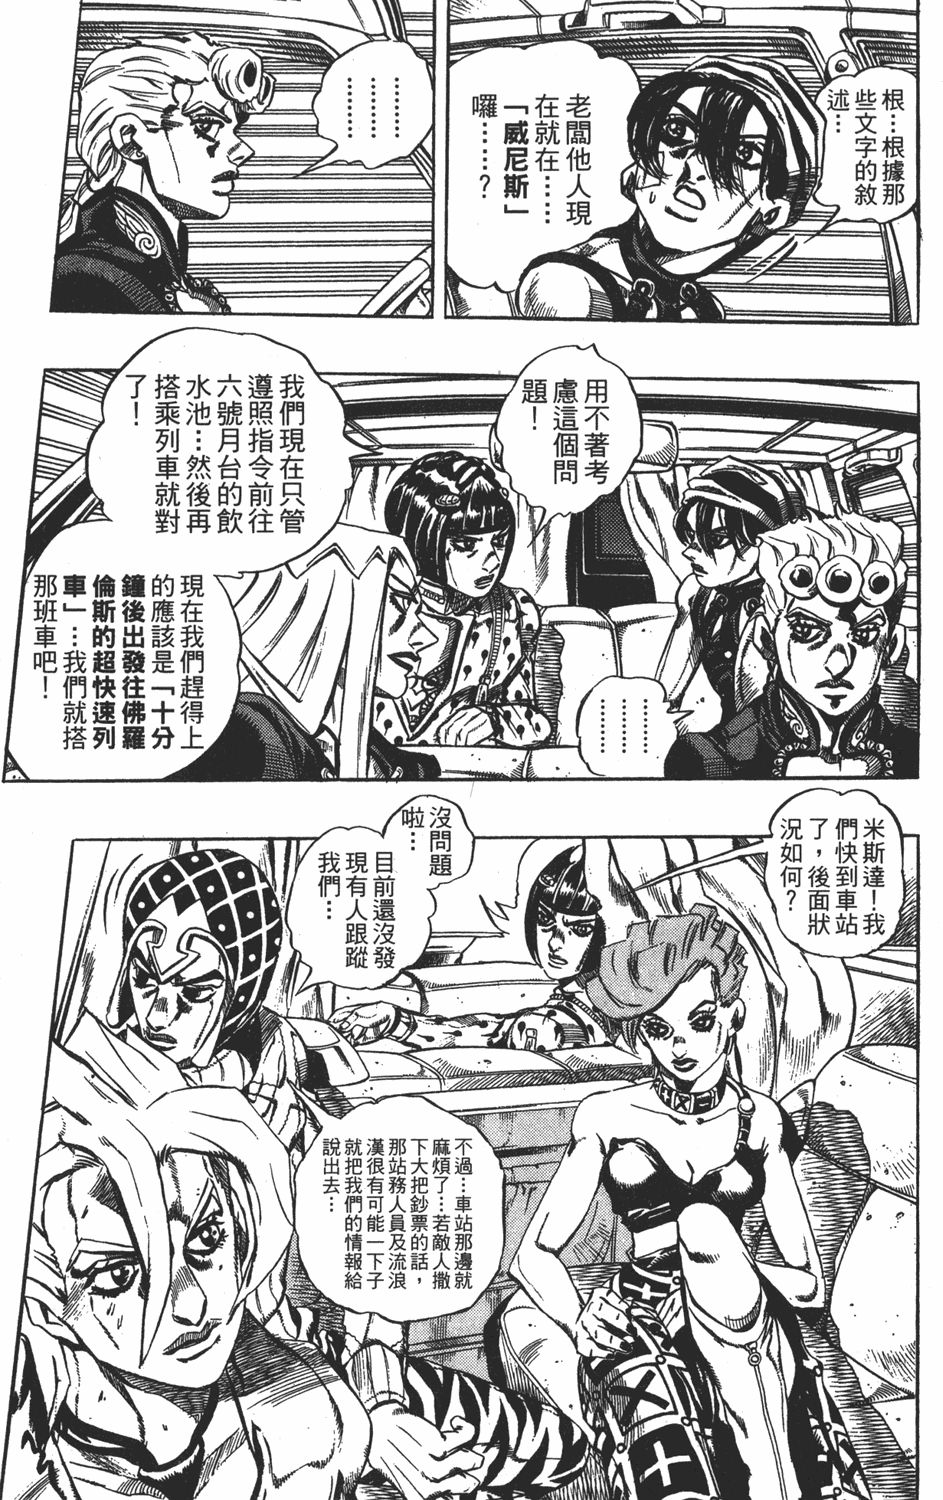 根…根據那
些文字的敘
述…
老闆他人現
在就在……
「威尼斯」
囉……?
………
………
用不著考
慮這個問
題！
我們現在只管
遵照指令前往
六號月台的飲
水池…然後再
搭乘列車就對
了！
現在我們趕得上
的應該是「十分
鐘後出發往佛羅
倫斯的超快速列
車」…我們就搭
那班車吧！
………
………
米斯達！我
們快到車站
了，後面狀
況如何?
沒問題
啦…
目前還沒發
現有人跟蹤
我們…
不過…車站那邊就
麻煩了…若敵人撒
下大把鈔票的話，
那站務人員及流浪
漢很有可能一下子
就把我們的情報給
說出去…